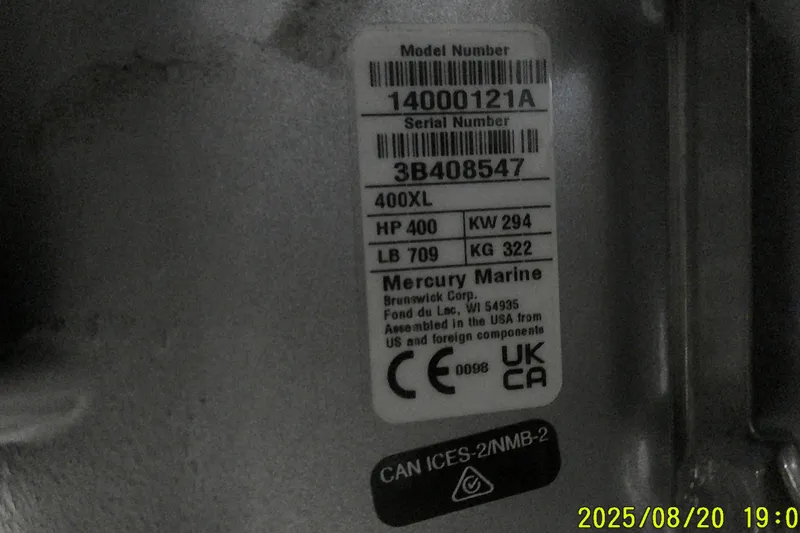 Model Number
14000121A
Serial Number
3B408547
400XL
HP 400 KW 294
LB 709 KG 322
Mercury Marine
Brunswick Corp.
Fond du Lac, WI 54935
Assembled in the USA from
US and foreign components
CE 0098 UK
CA
CAN ICES-2/NMB-2
2025/08/20 19:0